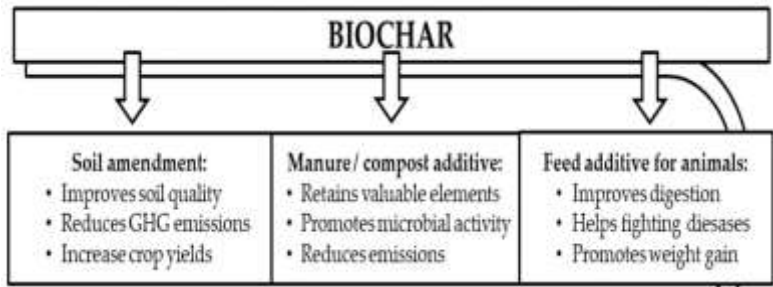 BIOCHAR
Soil amendment:
• Improves soil quality
• Reduces GHG emissions
• Increase crop yields
Manure / compost additive:
• Retains valuable elements
• Promotes microbial activity
• Reduces emissions
Feed additive for animals:
• Improves digestion
• Helps fighting diesases
• Promotes weight gain